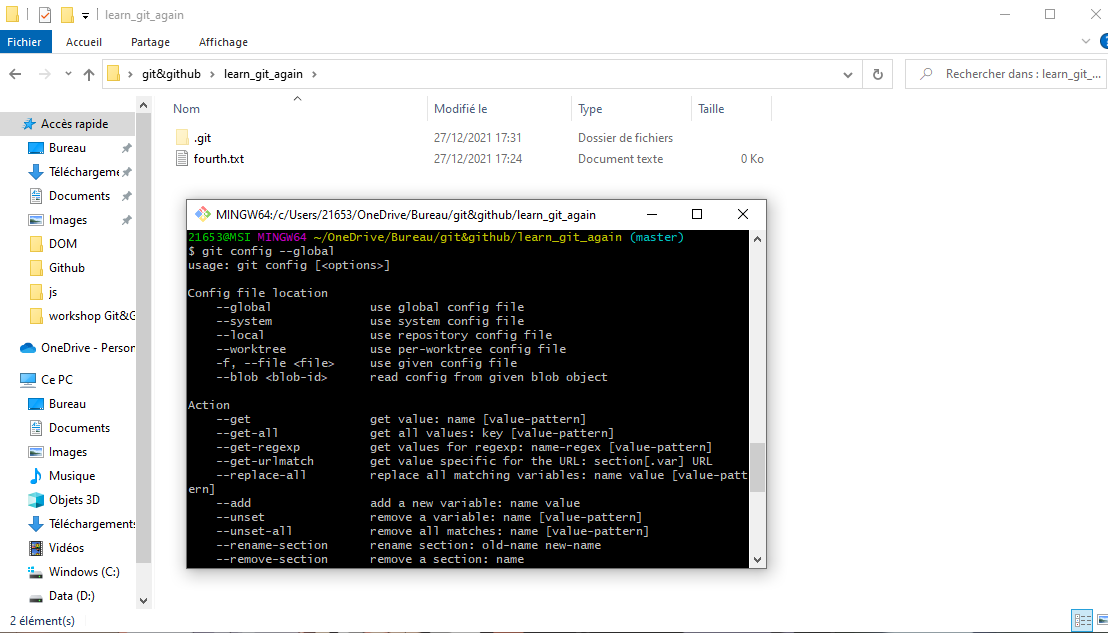 learn_git_again
Fichier Accueil Partage Affichage
git&github learn_git_again
Rechercher dans : learn_git_...
Nom Modifié le Type Taille
.git 27/12/2021 17:31 Dossier de fichiers
fourth.txt 27/12/2021 17:24 Document texte 0 Ko
Accès rapide
Bureau
Téléchargeme
Documents
Images
DOM
Github
js
workshop Git&G
OneDrive - Person
Ce PC
Bureau
Documents
Images
Musique
Objets 3D
Téléchargements
Vidéos
Windows (C:)
Data (D:)
2 élément(s)
MINGW64:/c/Users/21653/OneDrive/Bureau/git&github/learn_git_again
21653@MSI MINGW64 ~/OneDrive/Bureau/git&github/learn_git_again (master)
$ git config --global
usage: git config [<options>]
Config file location
--global use global config file
--system use system config file
--local use repository config file
--worktree use per-worktree config file
-f, --file <file> use given config file
--blob <blob-id> read config from given blob object
Action
--get get value: name [value-pattern]
--get-all get all values: key [value-pattern]
--get-regexp get values for regexp: name-regex [value-pattern]
--get-urlmatch get value specific for the URL: section[.var] URL
--replace-all replace all matching variables: name value [value-patt
ern]
--add add a new variable: name value
--unset remove a variable: name [value-pattern]
--unset-all remove all matches: name [value-pattern]
--rename-section rename section: old-name new-name
--remove-section remove a section: name